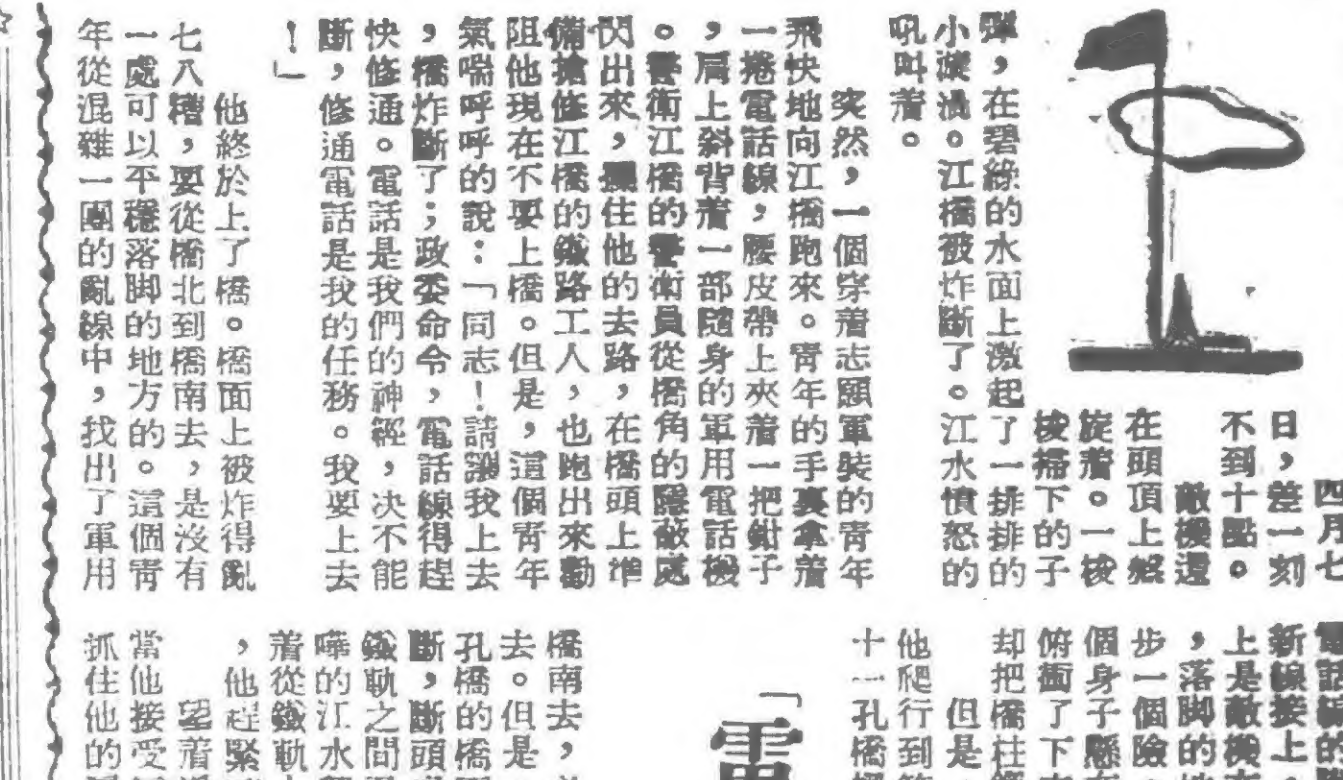 四月七
日，差一刻
不到十點。
敵機還
在頭頂上
旋着。一梭
梭掃下的子
彈，在碧綠的水面上激起了一排排的
小漩渦。江橋被炸斷了。江水憤怒的
吼叫着。
突然，一個穿着志願軍裝的青年
飛快地向江橋跑來。青年的手裏拿着
一捲電話線，腰皮帶上夾着一把鉗子
，肩上斜背着一部隨身的軍用電話機
。警衛江橋的警衛員從橋角的隱蔽處
閃出來，攔住他的去路，在橋頭上準
備搶修江橋的鐵路工人，也跑出來勸
阻他現在不要上橋。但是，這個青年
氣喘呼呼的說：「同志！請讓我上去
，橋炸斷了；政委命令，電話線得趕
快修通。電話是我們的神經，决不能
斷，修通電話是我的任務。我要上去
！」
他終於上了橋。橋面上被炸得亂
七八糟，要從橋北到橋南去，是沒有
一處可以平穩落脚的地方的。這個青
年從混雜一團的亂線中，找出了軍用
電話線的
新線接上
上是敵機
，落脚的
步一個險
個身子懸
俯衝了下
却把橋柱
但是
他爬行到
十一孔橋
「電
橋南去，
去。但是
孔橋的橋
斷，斷頭
鐵軌之間
嘩的江水
着從鐵軌
，他趕緊
望着
當他接受
抓住他的